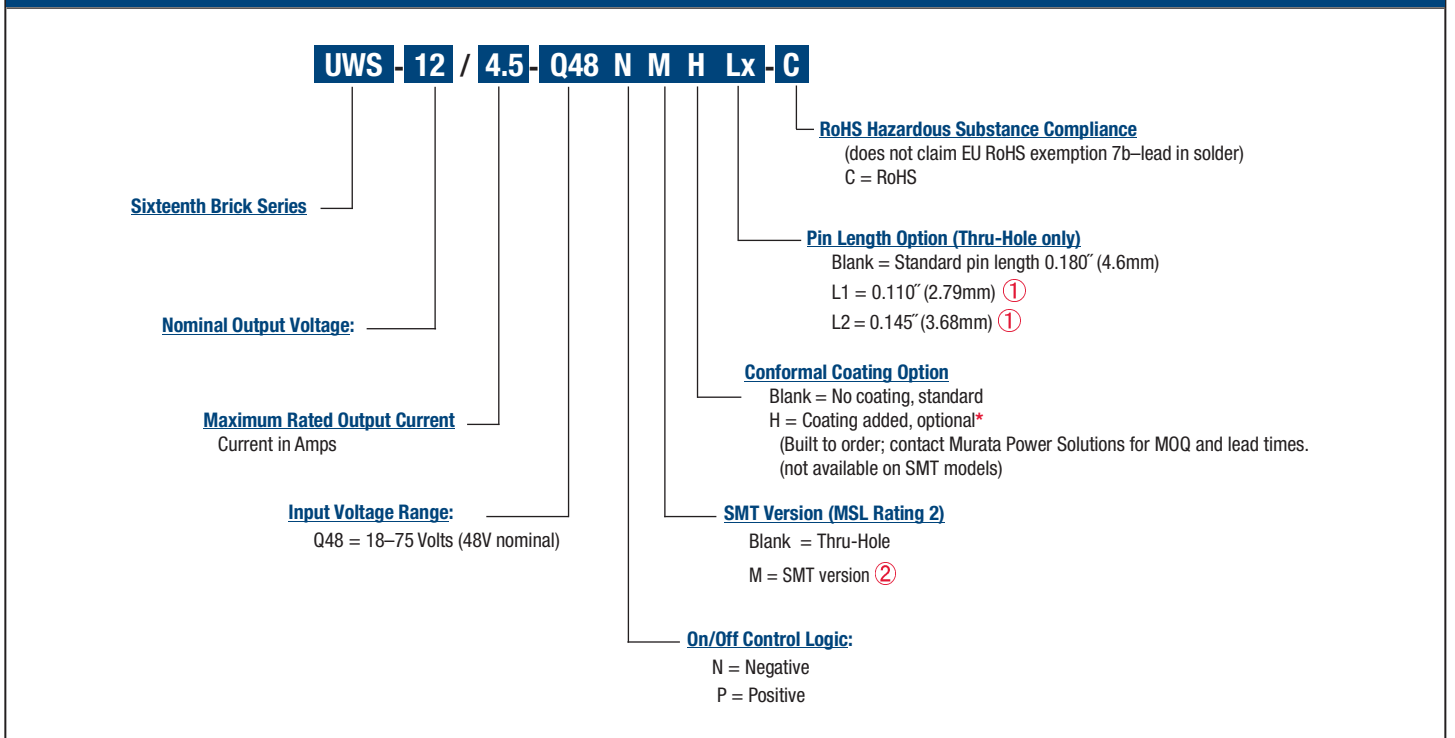 UWS - 12 / 4.5 - Q48 N M H Lx - C
RoHS Hazardous Substance Compliance
(does not claim EU RoHS exemption 7b–lead in solder)
C = RoHS
Sixteenth Brick Series
Pin Length Option (Thru-Hole only)
Blank = Standard pin length 0.180˝ (4.6mm)
L1 = 0.110˝ (2.79mm) ①
L2 = 0.145˝ (3.68mm) ①
Nominal Output Voltage:
Conformal Coating Option
Blank = No coating, standard
H = Coating added, optional*
(Built to order; contact Murata Power Solutions for MOQ and lead times.
(not available on SMT models)
Maximum Rated Output Current
Current in Amps
Input Voltage Range:
Q48 = 18–75 Volts (48V nominal)
SMT Version (MSL Rating 2)
Blank = Thru-Hole
M = SMT version ②
On/Off Control Logic:
N = Negative
P = Positive